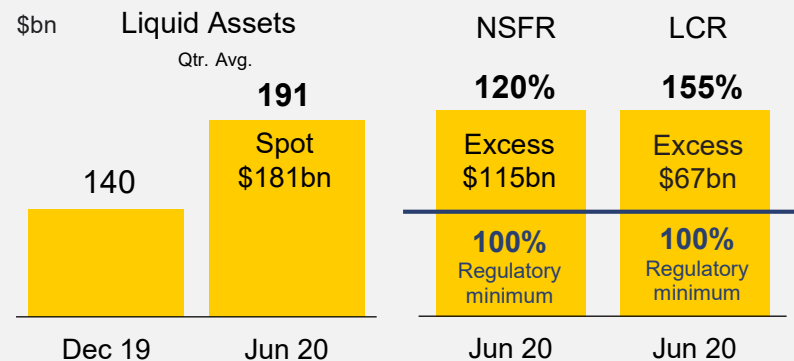 $bn
Liquid Assets
Qtr. Avg.
140
191
Spot
$181bn
Dec 19
Jun 20
NSFR
120%
Excess
$115bn
100%
Regulatory
minimum
Jun 20
LCR
155%
Excess
$67bn
100%
Regulatory
minimum
Jun 20